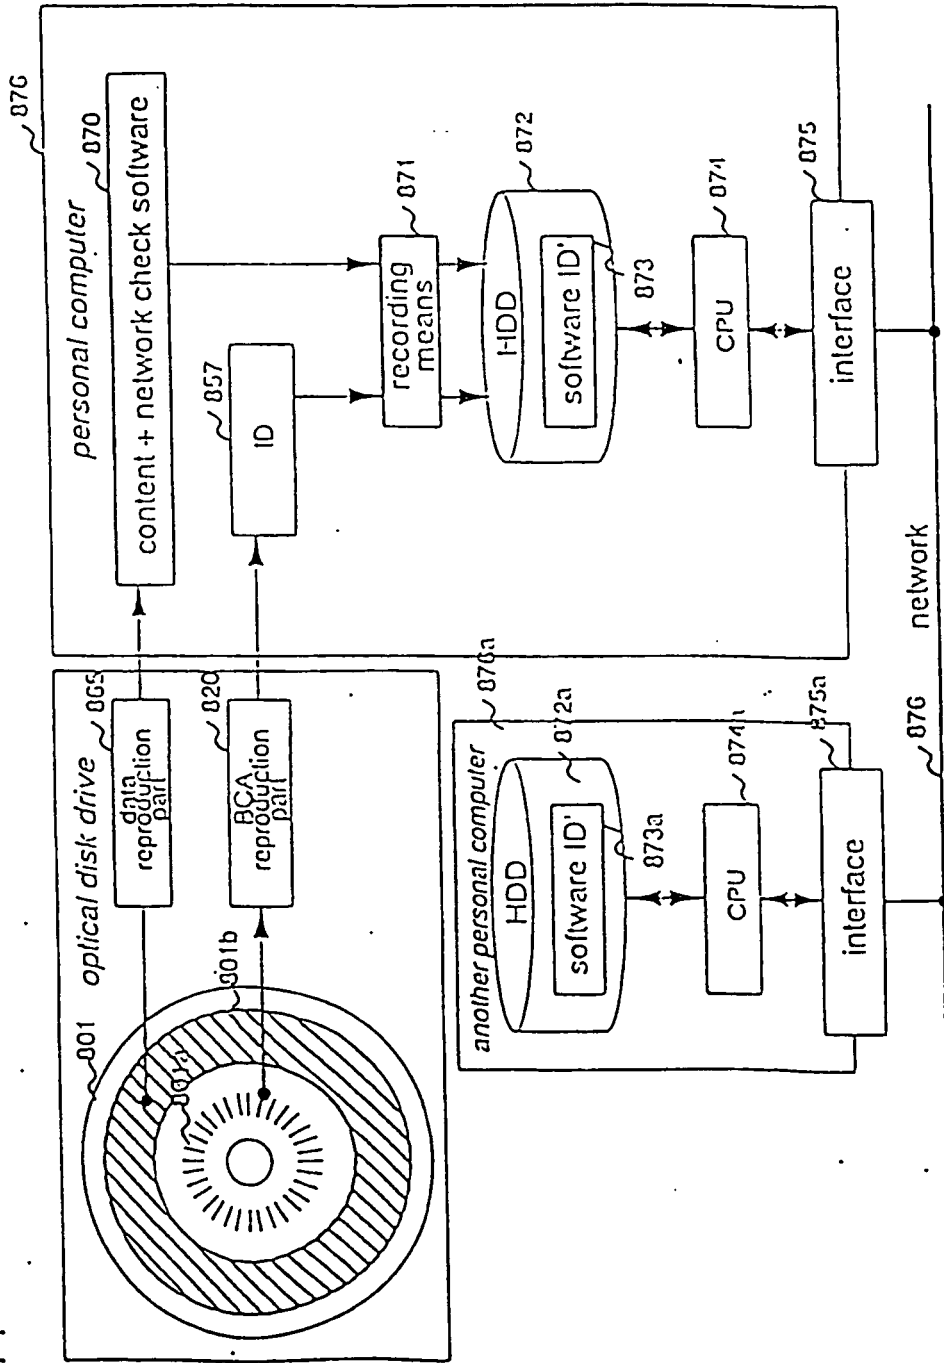 optical disk drive
801
801a
801b
865
data
reproduction
part
820
BCA
reproduction
part
personal computer
876
870
content + network check software
857
ID
871
recording
means
872
HDD
software ID'
873
874
CPU
875
interface
another personal computer
876a
872a
HDD
software ID'
873a
874a
CPU
875a
interface
network
876